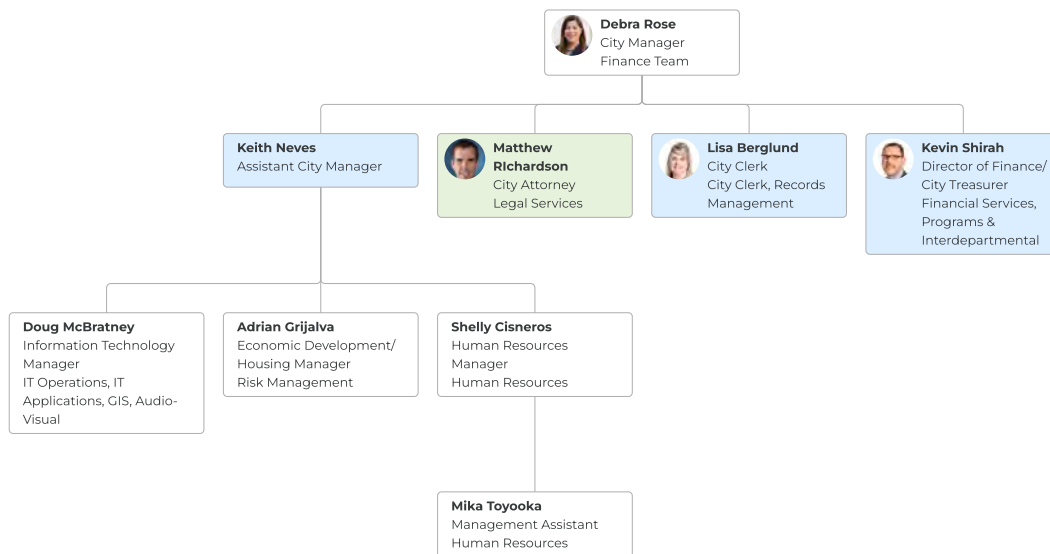 Debra Rose
City Manager
Finance Team
Keith Neves
Assistant City Manager
Matthew
RIchardson
City Attorney
Legal Services
Lisa Berglund
City Clerk
City Clerk, Records
Management
Kevin Shirah
Director of Finance/
City Treasurer
Financial Services,
Programs &
Interdepartmental
Doug McBratney
Information Technology
Manager
IT Operations, IT
Applications, GIS, Audio-
Visual
Adrian Grijalva
Economic Development/
Housing Manager
Risk Management
Shelly Cisneros
Human Resources
Manager
Human Resources
Mika Toyooka
Management Assistant
Human Resources